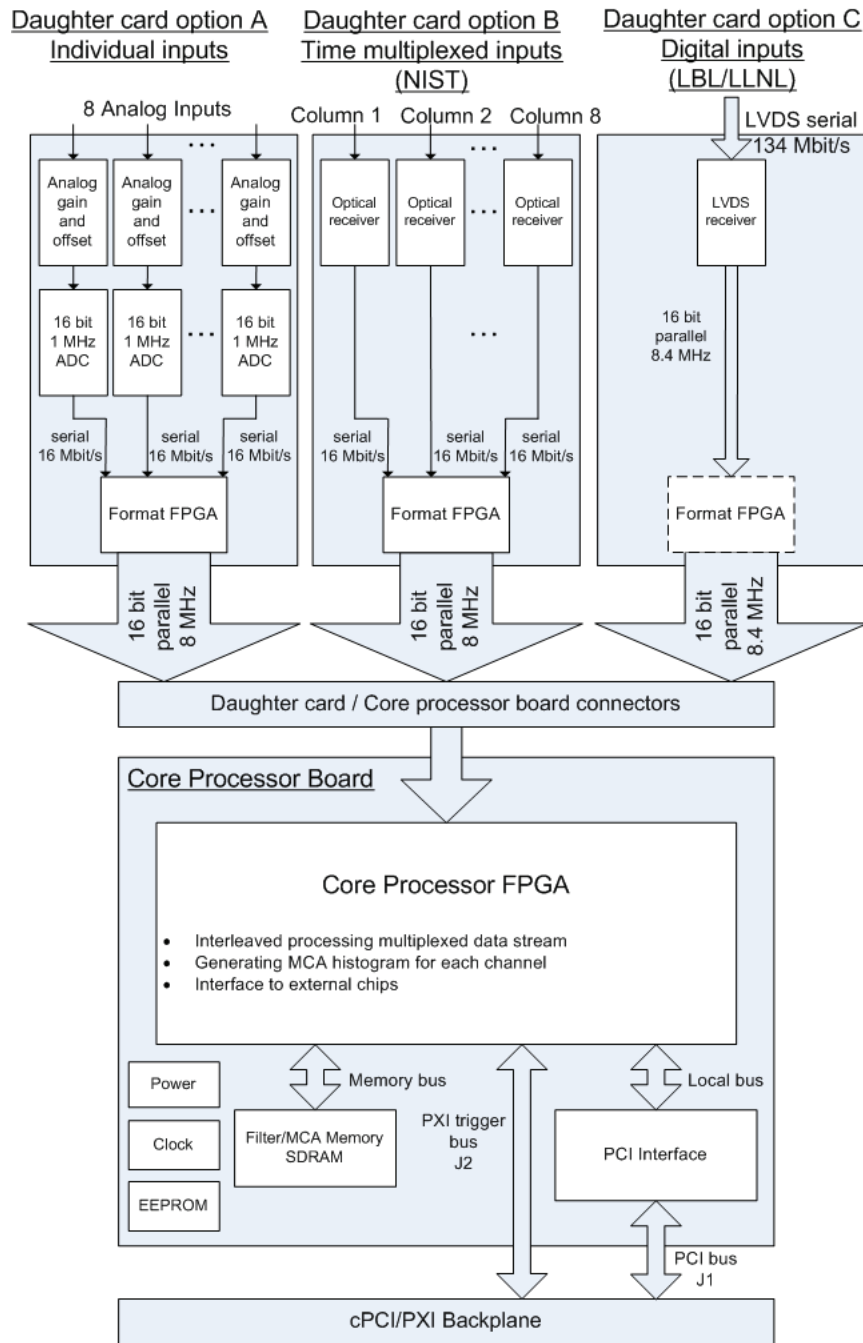 Daughter card option A
Individual inputs
Daughter card option B
Time multiplexed inputs
(NIST)
Daughter card option C
Digital inputs
(LBL/LLNL)
8 Analog Inputs
...
Column 1
Column 2
Column 8
...
LVDS serial
134 Mbit/s
Analog
gain
and
offset
Analog
gain
and
offset
...
Analog
gain
and
offset
Optical
receiver
Optical
receiver
...
Optical
receiver
LVDS
receiver
16 bit
1 MHz
ADC
16 bit
1 MHz
ADC
...
16 bit
1 MHz
ADC
...
16 bit
parallel
8.4 MHz
serial
16 Mbit/s
serial
16 Mbit/s
serial
16 Mbit/s
serial
16 Mbit/s
serial
16 Mbit/s
serial
16 Mbit/s
Format FPGA
Format FPGA
Format FPGA
16 bit
parallel
8 MHz
16 bit
parallel
8 MHz
16 bit
parallel
8.4 MHz
Daughter card / Core processor board connectors
Core Processor Board
Core Processor FPGA
• Interleaved processing multiplexed data stream
• Generating MCA histogram for each channel
• Interface to external chips
Power
Clock
EEPROM
Memory bus
Filter/MCA Memory
SDRAM
PXI trigger
bus
J2
Local bus
PCI Interface
PCI bus
J1
cPCI/PXI Backplane